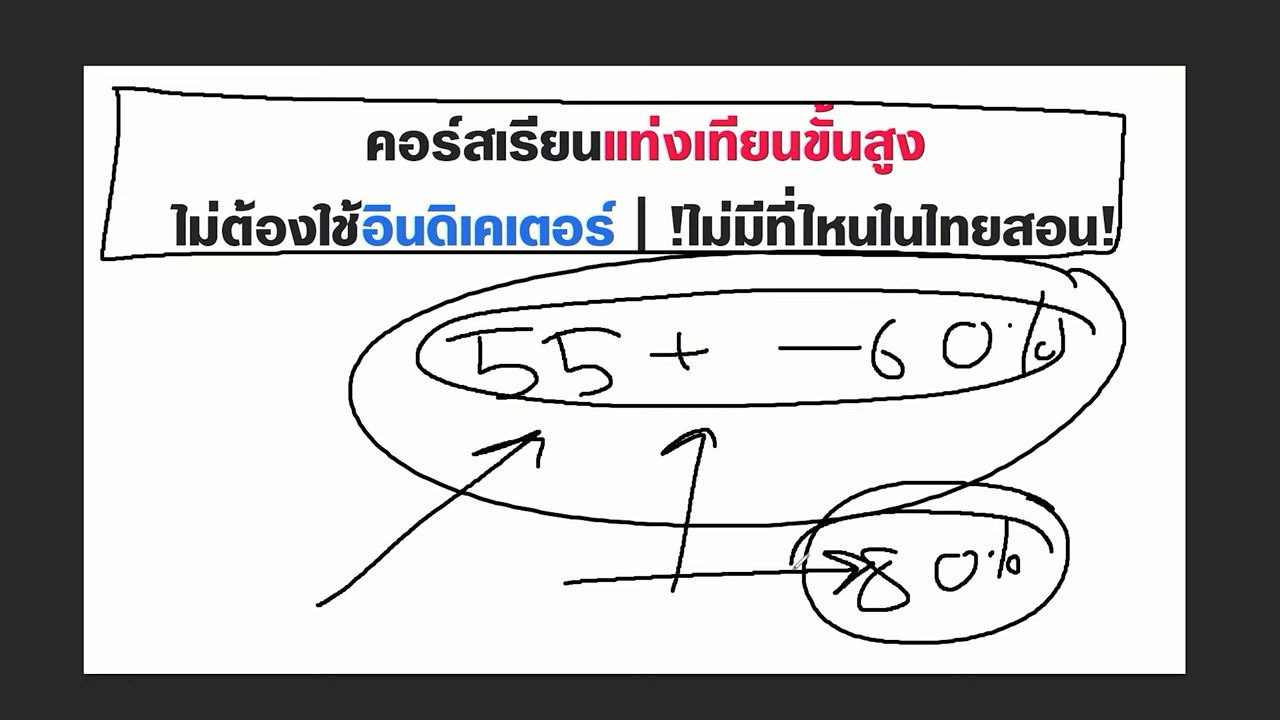 คอร์สเรียนแท่งเทียนขั้นสูง
ไม่ต้องใช้อินดิเคเตอร์ | !ไม่มีที่ไหนในไทยสอน!
55 + — 60%
80%